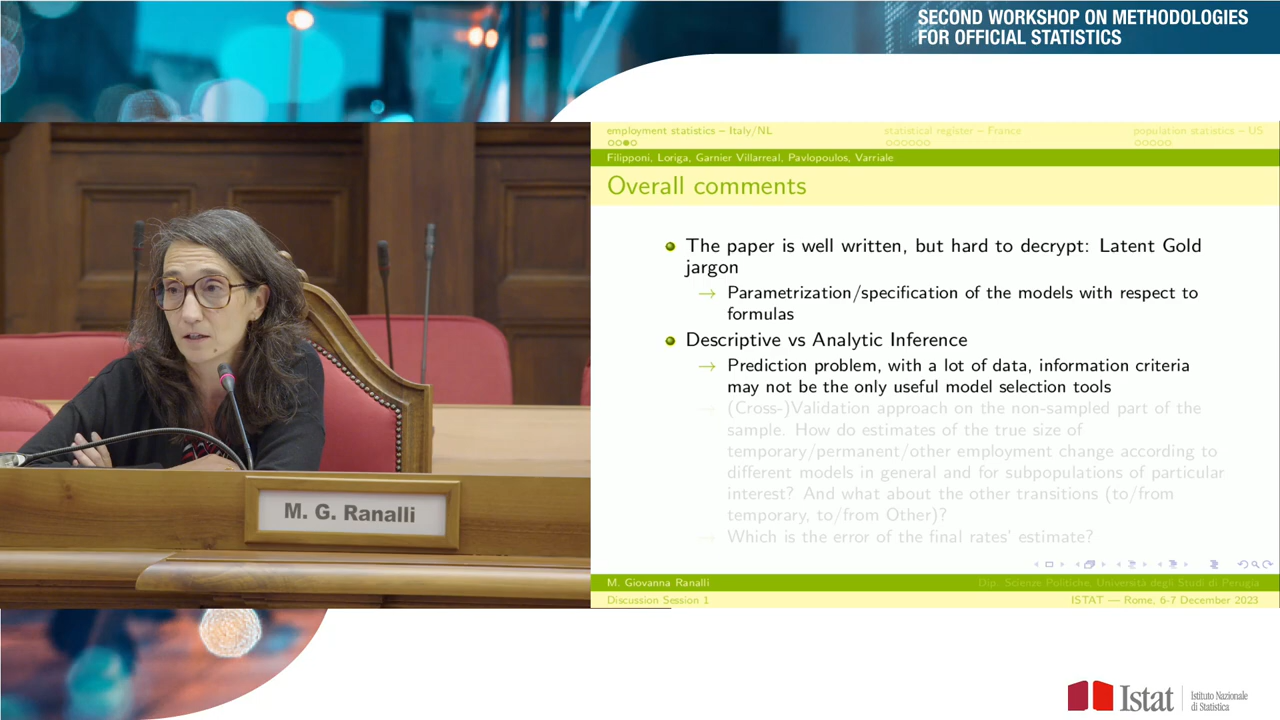 SECOND WORKSHOP ON METHODOLOGIES
FOR OFFICIAL STATISTICS
employment statistics – Italy/NL
statistical register – France
population statistics – US
Filipponi, Loriga, Garnier Villarreal, Pavlopoulos, Varriale
Overall comments
The paper is well written, but hard to decrypt: Latent Gold
jargon
→ Parametrization/specification of the models with respect to
formulas
Descriptive vs Analytic Inference
→ Prediction problem, with a lot of data, information criteria
may not be the only useful model selection tools
→ (Cross-)Validation approach on the non-sampled part of the
sample. How do estimates of the true size of
temporary/permanent/other employment change according to
different models in general and for subpopulations of particular
interest? And what about the other transitions (to/from
temporary, to/from Other)?
→ Which is the error of the final rates' estimate?
M. Giovanna Ranalli
Dip. Scienze Politiche, Università degli Studi di Perugia
Discussion Session 1
ISTAT — Rome, 6-7 December 2023
M. G. Ranalli
Istat
Istituto Nazionale
di Statistica